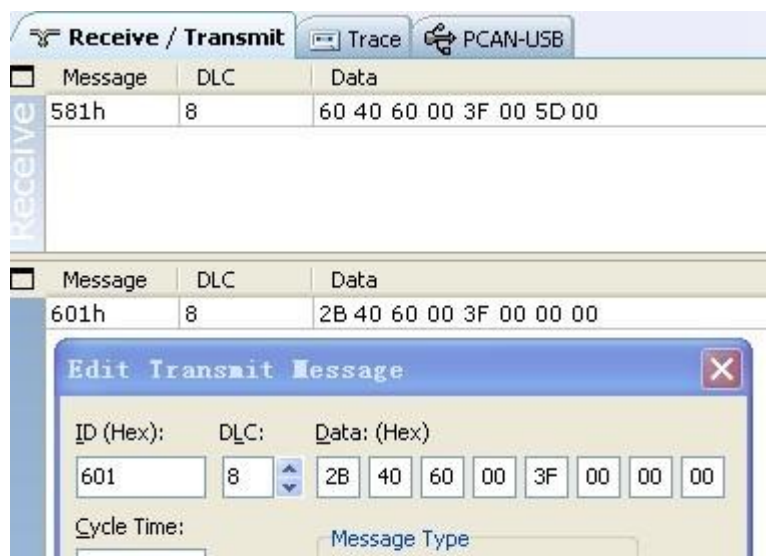 Receive / Transmit Trace PCAN-USB
Message DLC Data
581h 8 60 40 60 00 3F 00 5D 00
Receive
Message DLC Data
601h 8 2B 40 60 00 3F 00 00 00
Edit Transmit Message
ID (Hex): DLC: Data: (Hex)
601 8 2B 40 60 00 3F 00 00 00
Cycle Time: Message Type